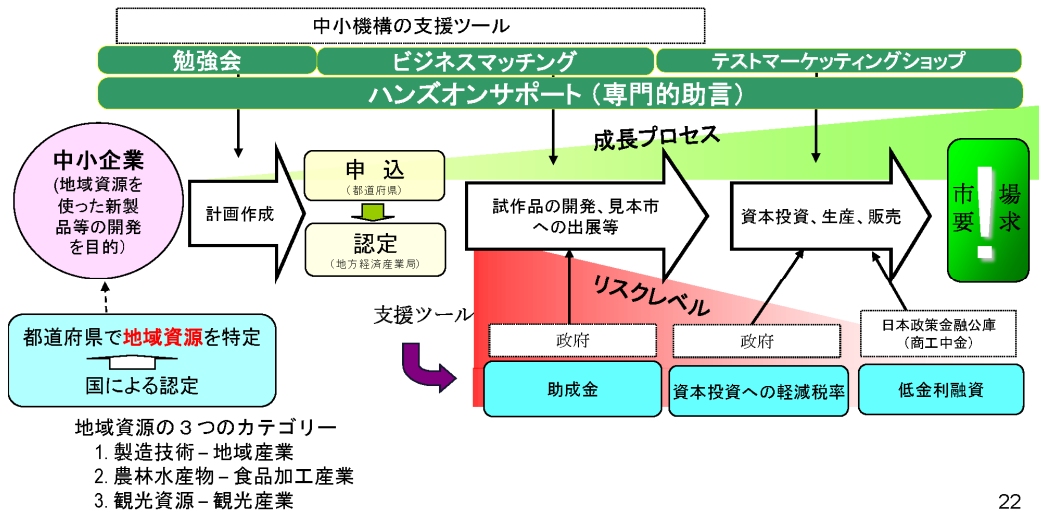 中小機構の支援ツール
勉強会
ビジネスマッチング
テストマーケッティングショップ
ハンズオンサポート（専門的助言）
成長プロセス
中小企業
(地域資源を
使った新製
品等の開発
を目的)
計画作成
申 込
（都道府県）
認定
（地方経済産業局）
試作品の開発、見本市
への出展等
資本投資、生産、販売
市 場
要 求
!
リスクレベル
支援ツール
都道府県で地域資源を特定
国による認定
政府
政府
日本政策金融公庫
（商工中金）
助成金
資本投資への軽減税率
低金利融資
地域資源の３つのカテゴリー
1. 製造技術 – 地域産業
2. 農林水産物 – 食品加工産業
3. 観光資源 – 観光産業
22